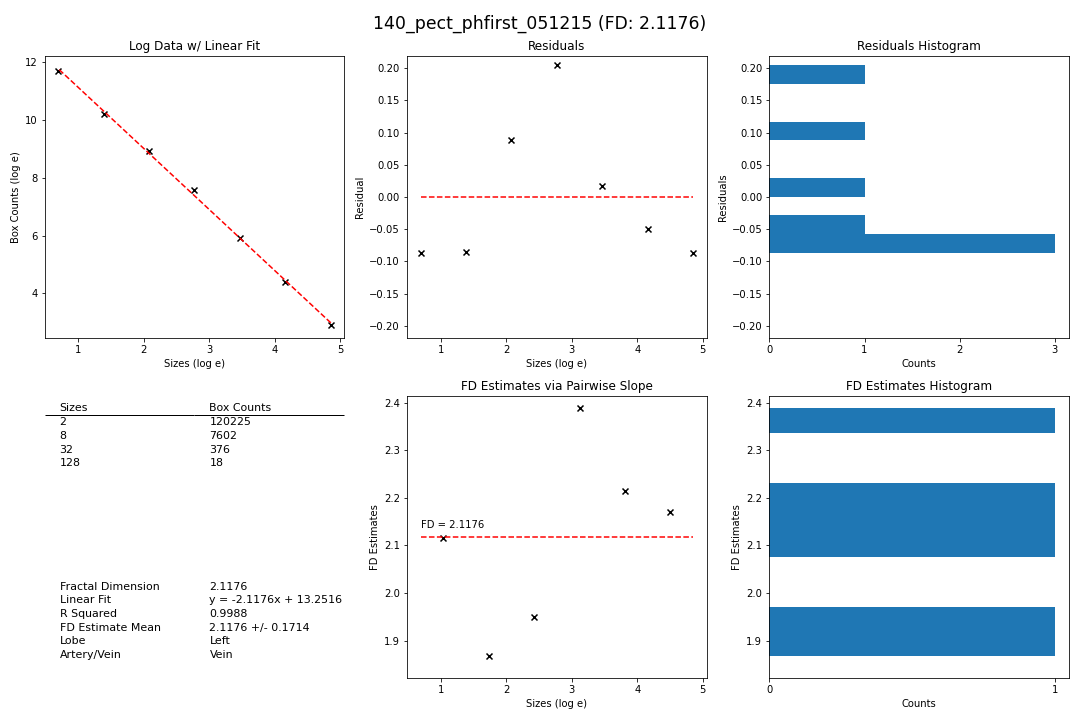 140_pect_phfirst_051215 (FD: 2.1176)
Log Data w/ Linear Fit
12
10
8
6
4
Box Counts (log e)
1 2 3 4 5
Sizes (log e)
Residuals
0.20
0.15
0.10
0.05
0.00
−0.05
−0.10
−0.15
−0.20
Residual
1 2 3 4 5
Sizes (log e)
Residuals Histogram
0.20
0.15
0.10
0.05
0.00
−0.05
−0.10
−0.15
−0.20
Residuals
0 1 2 3
Counts
Sizes Box Counts
2 120225
8 7602
32 376
128 18
Fractal Dimension 2.1176
Linear Fit y = -2.1176x + 13.2516
R Squared 0.9988
FD Estimate Mean 2.1176 +/- 0.1714
Lobe Left
Artery/Vein Vein
FD Estimates via Pairwise Slope
2.4
2.3
2.2
2.1
2.0
1.9
FD Estimates
FD = 2.1176
1 2 3 4 5
Sizes (log e)
FD Estimates Histogram
2.4
2.3
2.2
2.1
2.0
1.9
FD Estimates
0 1
Counts